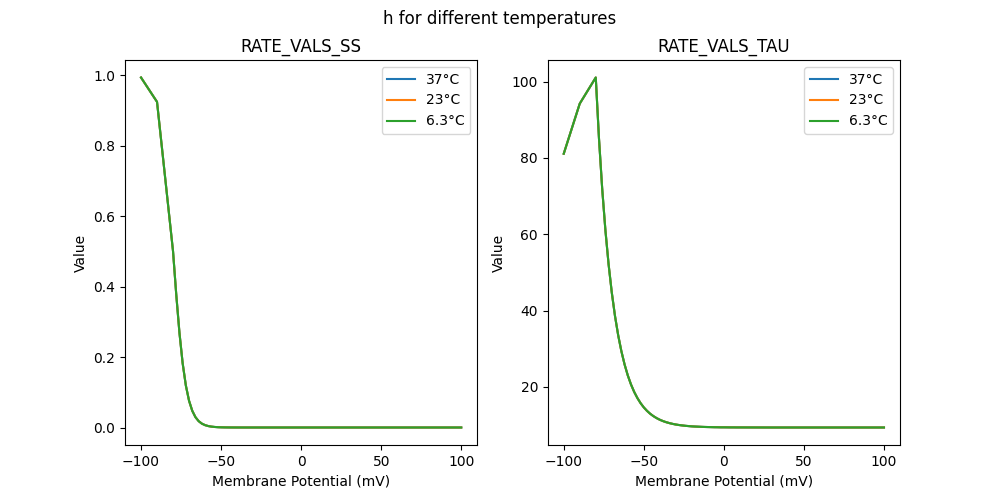 h for different temperatures
RATE_VALS_SS
1.0
0.8
0.6
0.4
0.2
0.0
Value
−100
−50
0
50
100
Membrane Potential (mV)
37°C
23°C
6.3°C
RATE_VALS_TAU
100
80
60
40
20
Value
−100
−50
0
50
100
Membrane Potential (mV)
37°C
23°C
6.3°C